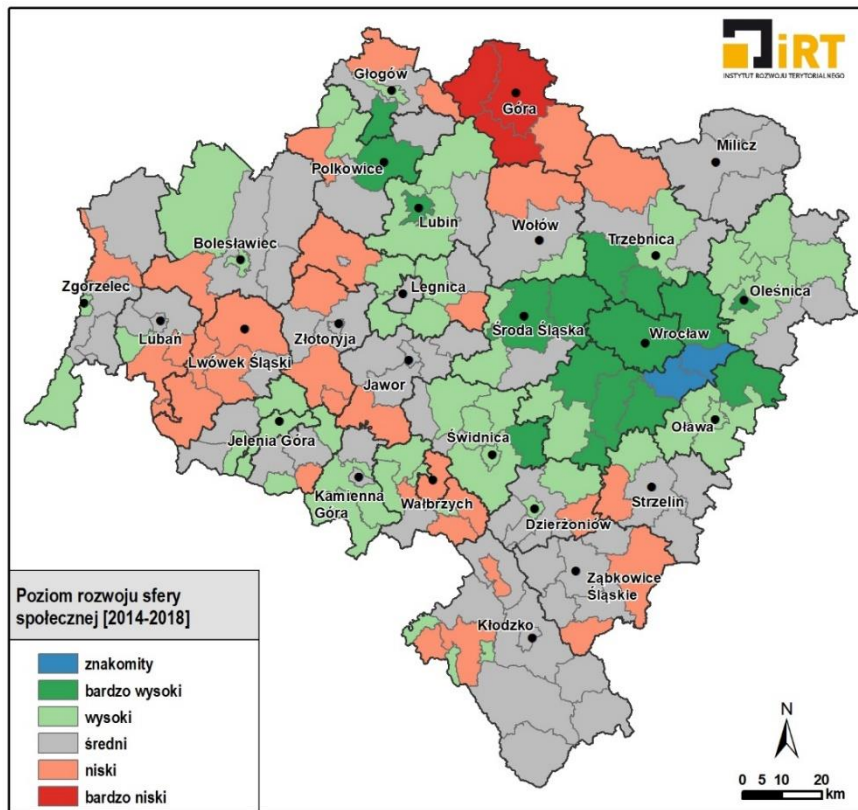 iRT
INSTYTUT ROZWOJU TERYTORIALNEGO
Głogów
Góra
Milicz
Polkowice
Lubin
Wołów
Trzebnica
Bolesławiec
Zgorzelec
Legnica
Oleśnica
Środa Śląska
Wrocław
Lubań
Złotoryja
Lwówek Śląski
Jawor
Oława
Jelenia Góra
Świdnica
Kamienna
Góra
Wałbrzych
Strzelin
Dzierżoniów
Ząbkowice
Śląskie
Kłodzko
Poziom rozwoju sfery
społecznej [2014-2018]
znakomity
bardzo wysoki
wysoki
średni
niski
bardzo niski
N
0 5 10 20
km